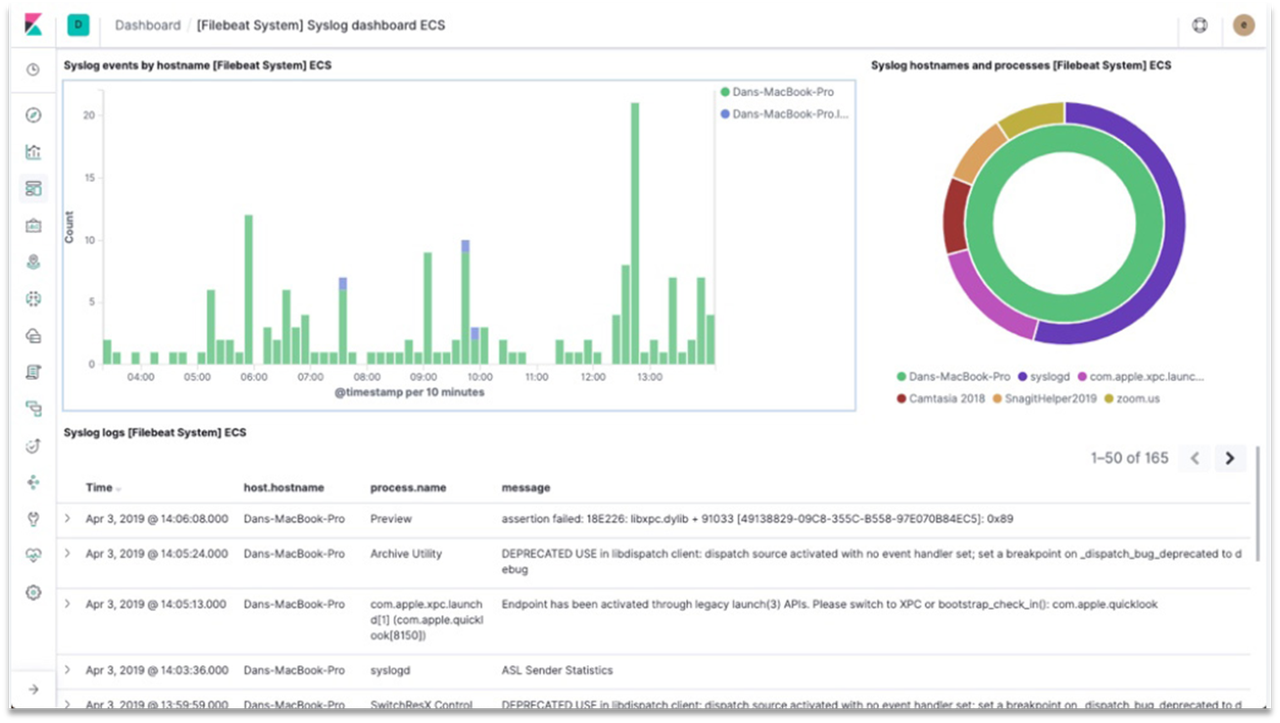 D Dashboard / [Filebeat System] Syslog dashboard ECS e
Syslog events by hostname [Filebeat System] ECS
20
15
10
5
0
Count
04:00 05:00 06:00 07:00 08:00 09:00 10:00 11:00 12:00 13:00
@timestamp per 10 minutes
Dans-MacBook-Pro
Dans-MacBook-Pro.l...
Syslog hostnames and processes [Filebeat System] ECS
Dans-MacBook-Pro syslogd com.apple.xpc.launc...
Camtasia 2018 SnagitHelper2019 zoom.us
Syslog logs [Filebeat System] ECS
1–50 of 165
Time host.hostname process.name message
Apr 3, 2019 @ 14:06:08.000 Dans-MacBook-Pro Preview assertion failed: 18E226: libxpc.dylib + 91033 [49138829-09C8-355C-B558-97E070B84EC5]: 0x89
Apr 3, 2019 @ 14:05:24.000 Dans-MacBook-Pro Archive Utility DEPRECATED USE in libdispatch client: dispatch source activated with no event handler set; set a breakpoint on _dispatch_bug_deprecated to d
ebug
Apr 3, 2019 @ 14:05:13.000 Dans-MacBook-Pro com.apple.xpc.launch Endpoint has been activated through legacy launch(3) APIs. Please switch to XPC or bootstrap_check_in(): com.apple.quicklook
d[1] (com.apple.quickl
ook[8150])
Apr 3, 2019 @ 14:03:36.000 Dans-MacBook-Pro syslogd ASL Sender Statistics
Apr 3, 2019 @ 13:59:59.000 Dans-MacBook-Pro SwitchResX Control DEPRECATED USE in libdispatch client: dispatch source activated with no event handler set; set a breakpoint on _dispatch_bug_deprecated to d